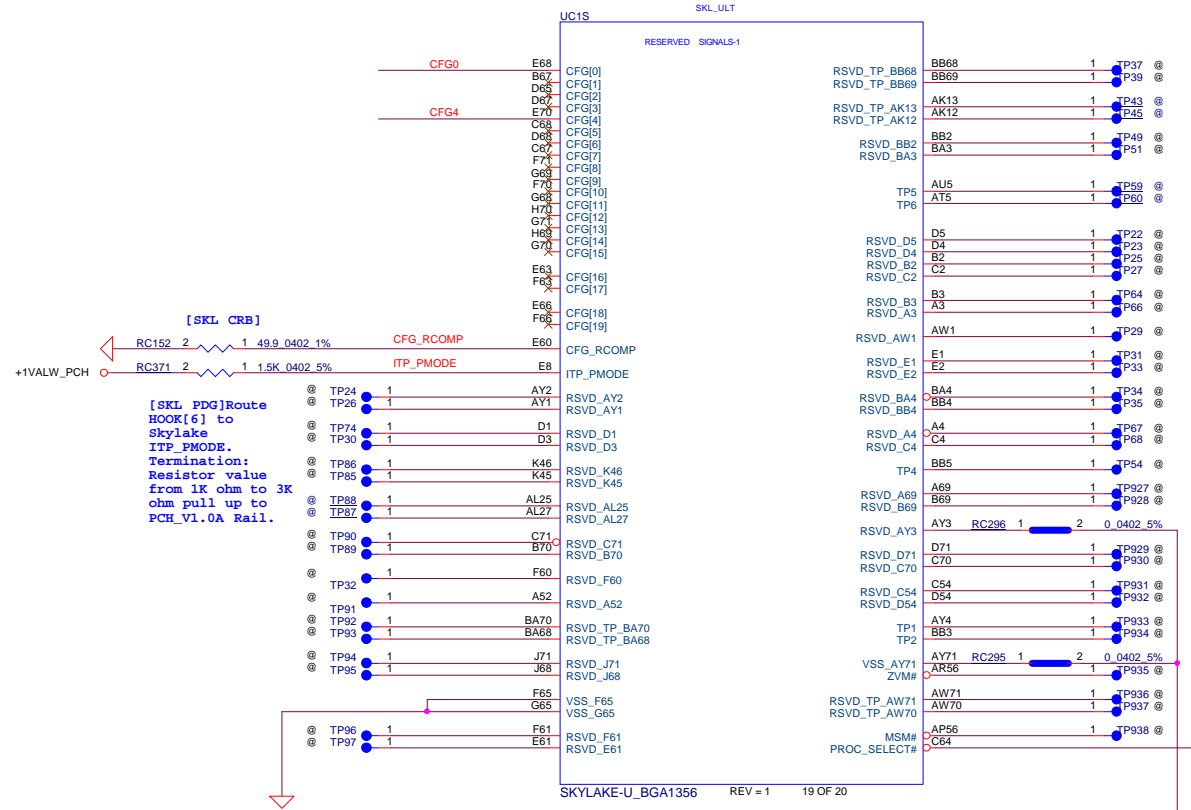 SKL_ULT
UC1S
RESERVED SIGNALS-1
CFG0 E68 CFG[0]
B67 CFG[1]
D65 CFG[2]
D67 CFG[3]
CFG4 E70 CFG[4]
C68 CFG[5]
D68 CFG[6]
C67 CFG[7]
F71 CFG[8]
G69 CFG[9]
F70 CFG[10]
G68 CFG[11]
H70 CFG[12]
G71 CFG[13]
H69 CFG[14]
G70 CFG[15]
E63 CFG[16]
F63 CFG[17]
E66 CFG[18]
F66 CFG[19]
[SKL CRB]
RC152 2 1 49.9_0402_1% CFG_RCOMP E60 CFG_RCOMP
+1VALW_PCH RC371 2 1 1.5K_0402_5% ITP_PMODE E8 ITP_PMODE
[SKL PDG]Route
HOOK[6] to
Skylake
ITP_PMODE.
Termination:
Resistor value
from 1K ohm to 3K
ohm pull up to
PCH_V1.0A Rail.
@ TP24 1 AY2 RSVD_AY2
@ TP26 1 AY1 RSVD_AY1
@ TP74 1 D1 RSVD_D1
@ TP30 1 D3 RSVD_D3
@ TP86 1 K46 RSVD_K46
@ TP85 1 K45 RSVD_K45
@ TP88 1 AL25 RSVD_AL25
@ TP87 1 AL27 RSVD_AL27
@ TP90 1 C71 RSVD_C71
@ TP89 1 B70 RSVD_B70
@ TP32 1 F60 RSVD_F60
@ TP91 1 A52 RSVD_A52
@ TP92 1 BA70 RSVD_TP_BA70
@ TP93 1 BA68 RSVD_TP_BA68
@ TP94 1 J71 RSVD_J71
@ TP95 1 J68 RSVD_J68
F65 VSS_F65
G65 VSS_G65
@ TP96 1 F61 RSVD_F61
@ TP97 1 E61 RSVD_E61
RSVD_TP_BB68 BB68 1 TP37 @
RSVD_TP_BB69 BB69 1 TP39 @
RSVD_TP_AK13 AK13 1 TP43 @
RSVD_TP_AK12 AK12 1 TP45 @
RSVD_BB2 BB2 1 TP49 @
RSVD_BA3 BA3 1 TP51 @
TP5 AU5 1 TP59 @
TP6 AT5 1 TP60 @
RSVD_D5 D5 1 TP22 @
RSVD_D4 D4 1 TP23 @
RSVD_B2 B2 1 TP25 @
RSVD_C2 C2 1 TP27 @
RSVD_B3 B3 1 TP64 @
RSVD_A3 A3 1 TP66 @
RSVD_AW1 AW1 1 TP29 @
RSVD_E1 E1 1 TP31 @
RSVD_E2 E2 1 TP33 @
RSVD_BA4 BA4 1 TP34 @
RSVD_BB4 BB4 1 TP35 @
RSVD_A4 A4 1 TP67 @
RSVD_C4 C4 1 TP68 @
TP4 BB5 1 TP54 @
RSVD_A69 A69 1 TP927 @
RSVD_B69 B69 1 TP928 @
RSVD_AY3 AY3 RC296 1 2 0_0402_5%
RSVD_D71 D71 1 TP929 @
RSVD_C70 C70 1 TP930 @
RSVD_C54 C54 1 TP931 @
RSVD_D54 D54 1 TP932 @
TP1 AY4 1 TP933 @
TP2 BB3 1 TP934 @
VSS_AY71 AY71 RC295 1 2 0_0402_5%
ZVM# AR56 1 TP935 @
RSVD_TP_AW71 AW71 1 TP936 @
RSVD_TP_AW70 AW70 1 TP937 @
MSM# AP56 1 TP938 @
PROC_SELECT# C64
SKYLAKE-U_BGA1356 REV = 1 19 OF 20